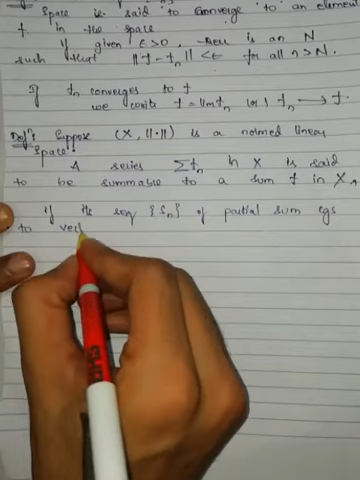 Space is said to converge to an element
f in the space
if given ε>0, there is an N
such that ||f - fn|| < ε for all n > N.
If fn converges to f
we write f = lim fn (or) fn → f.
Defn: Suppose (X, ||·||) is a normed linear
space.
A series Σfn in X is said
to be summable to a sum f in X
if its seq {Sn} of partial sum cgs
to